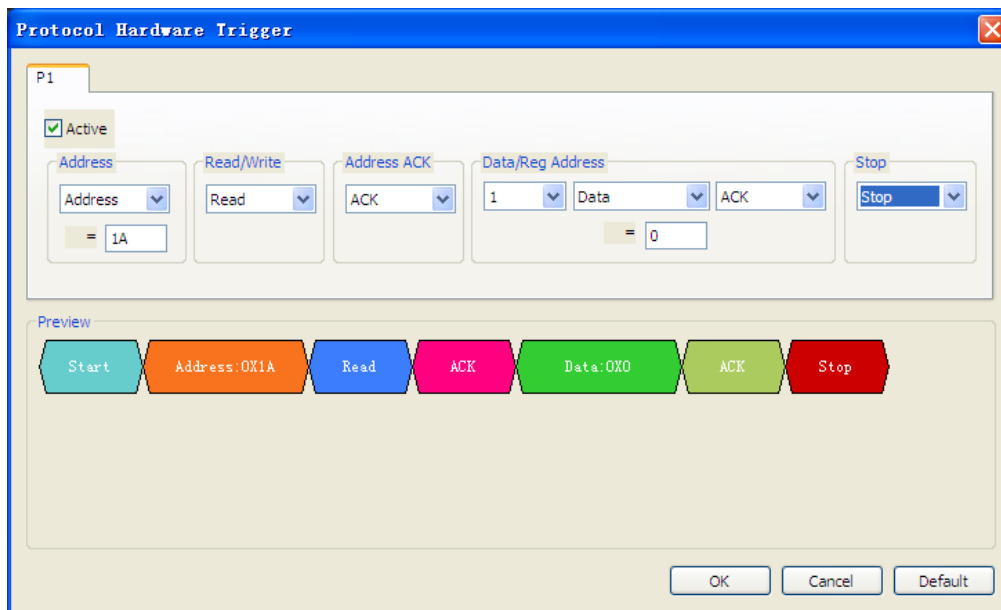 Protocol Hardware Trigger
P1
Active
Address Read/Write Address ACK Data/Reg Address Stop
Address Read ACK 1 Data ACK Stop
= 1A = 0
Preview
Start Address:0X1A Read ACK Data:0X0 ACK Stop
OK Cancel Default